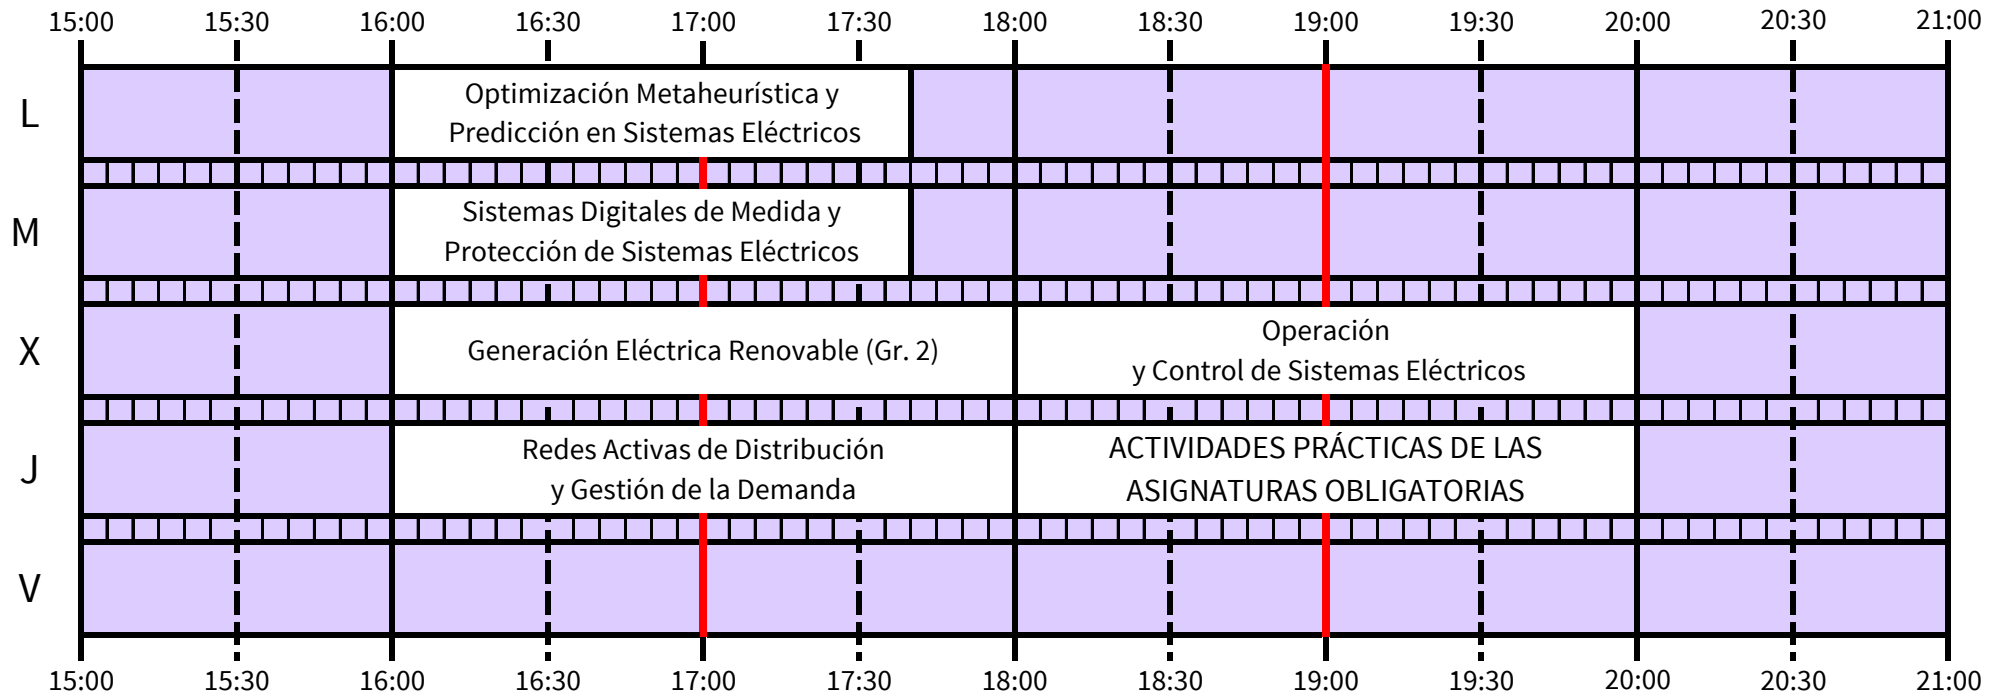 15:00 15:30 16:00 16:30 17:00 17:30 18:00 18:30 19:00 19:30 20:00 20:30 21:00
L
Optimización Metaheurística y
Predicción en Sistemas Eléctricos
M
Sistemas Digitales de Medida y
Protección de Sistemas Eléctricos
X
Generación Eléctrica Renovable (Gr. 2)
Operación
y Control de Sistemas Eléctricos
J
Redes Activas de Distribución
y Gestión de la Demanda
ACTIVIDADES PRÁCTICAS DE LAS
ASIGNATURAS OBLIGATORIAS
V
15:00 15:30 16:00 16:30 17:00 17:30 18:00 18:30 19:00 19:30 20:00 20:30 21:00